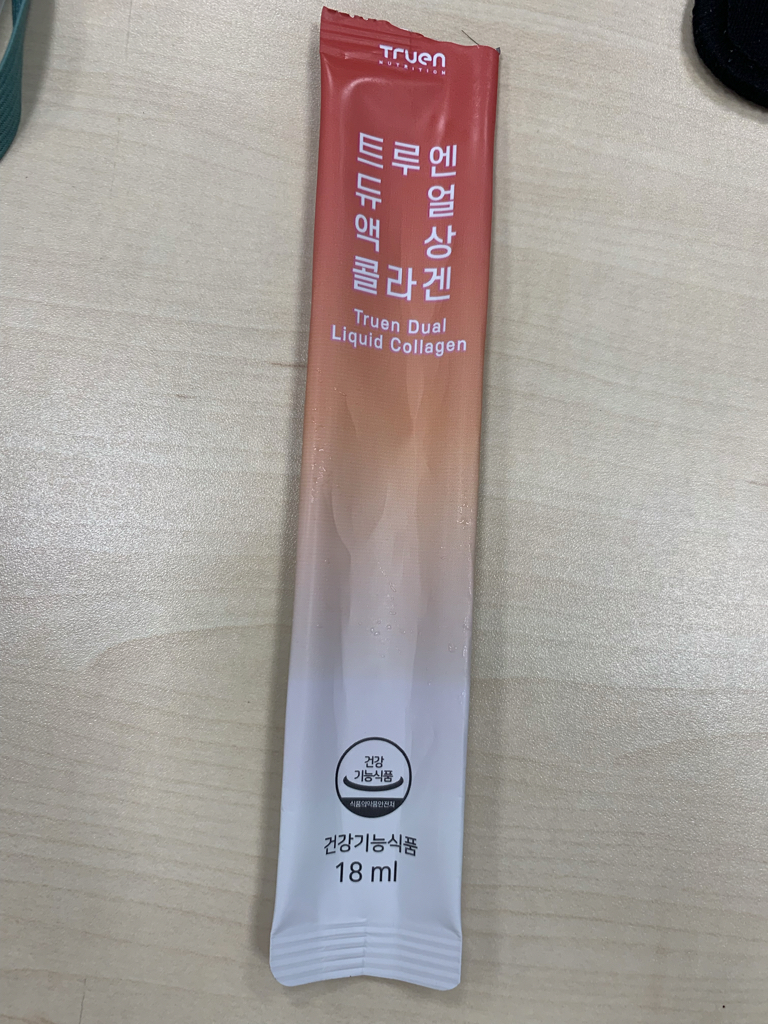 Truen
NUTRITION
트루엔
듀얼
액상
콜라겐
Truen Dual
Liquid Collagen
건강
기능식품
식품의약품안전처
건강기능식품
18 ml